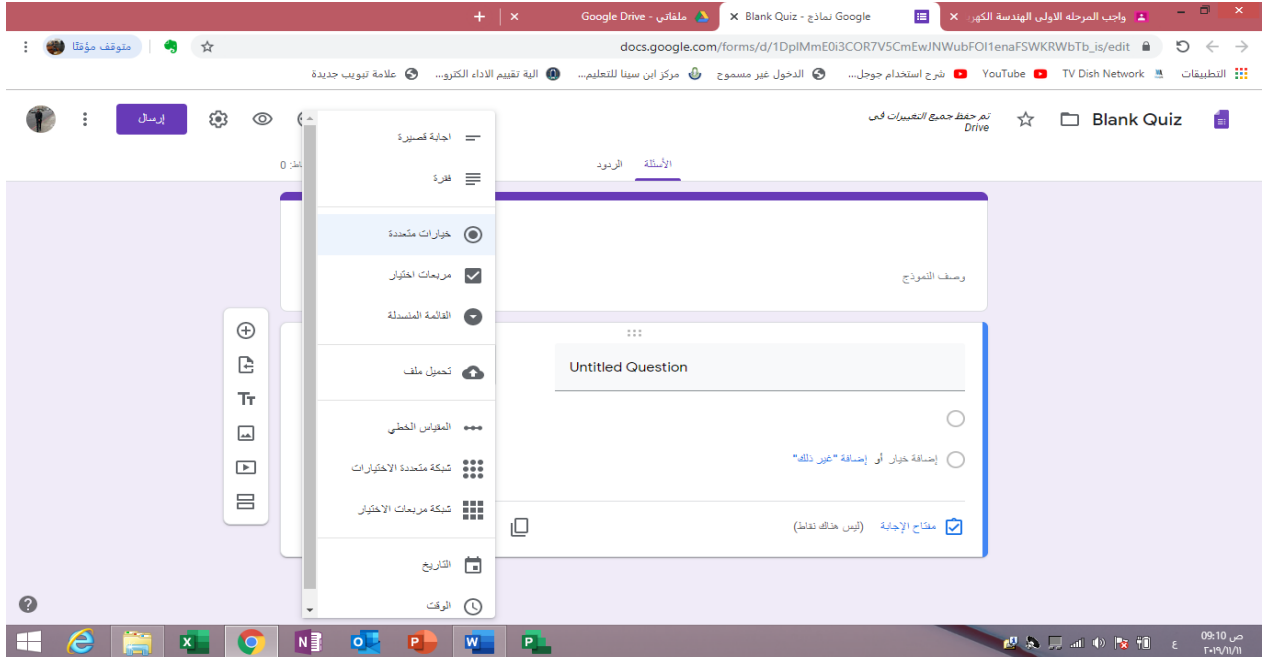 واجب المرحله الاولى الهندسة الكهر
Google نماذج - Blank Quiz
ملفاتي - Google Drive
docs.google.com/forms/d/1DplMmE0i3COR7V5CmEwJNWubFOI1enaFSWKRWbTb_is/edit
متوقف مؤقتًا
التطبيقات
TV Dish Network
YouTube
شرح استخدام جوجل...
الدخول غير مسموح
مركز ابن سينا للتعليم...
الية تقييم الاداء الكترو...
علامة تبويب جديدة
Blank Quiz
تم حفظ جميع التغييرات في Drive
إرسال
الأسئلة
الردود
0
وصف النموذج
Untitled Question
إضافة خيار أو إضافة "غير ذلك"
مفتاح الإجابة (ليس هناك نقاط)
اجابة قصيرة
فقرة
خيارات متعددة
مربعات اختيار
القائمة المنسدلة
تحميل ملف
المقياس الخطي
شبكة متعددة الاختيارات
شبكة مربعات الاختيار
التاريخ
الوقت
ع
09:10 ص
٢٠١٩/١١/١١